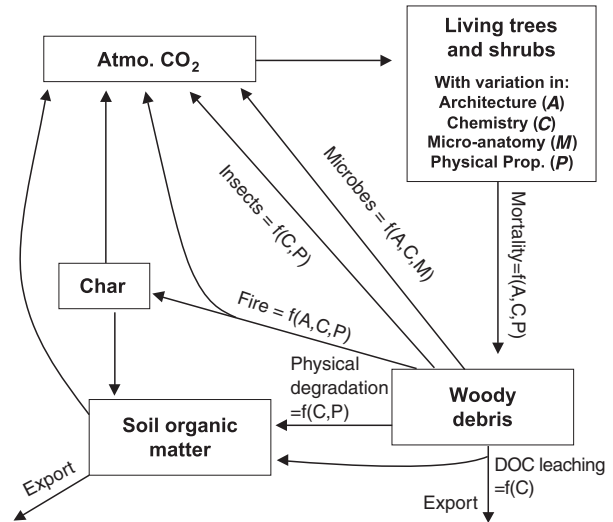 Atmo. CO₂
Living trees
and shrubs
With variation in:
Architecture (A)
Chemistry (C)
Micro-anatomy (M)
Physical Prop. (P)
Microbes = f(A,C,M)
Insects = f(C,P)
Mortality=f(A,C,P)
Char
Fire = f(A,C,P)
Physical
degradation
=f(C,P)
Woody
debris
Soil organic
matter
DOC leaching
=f(C)
Export
Export